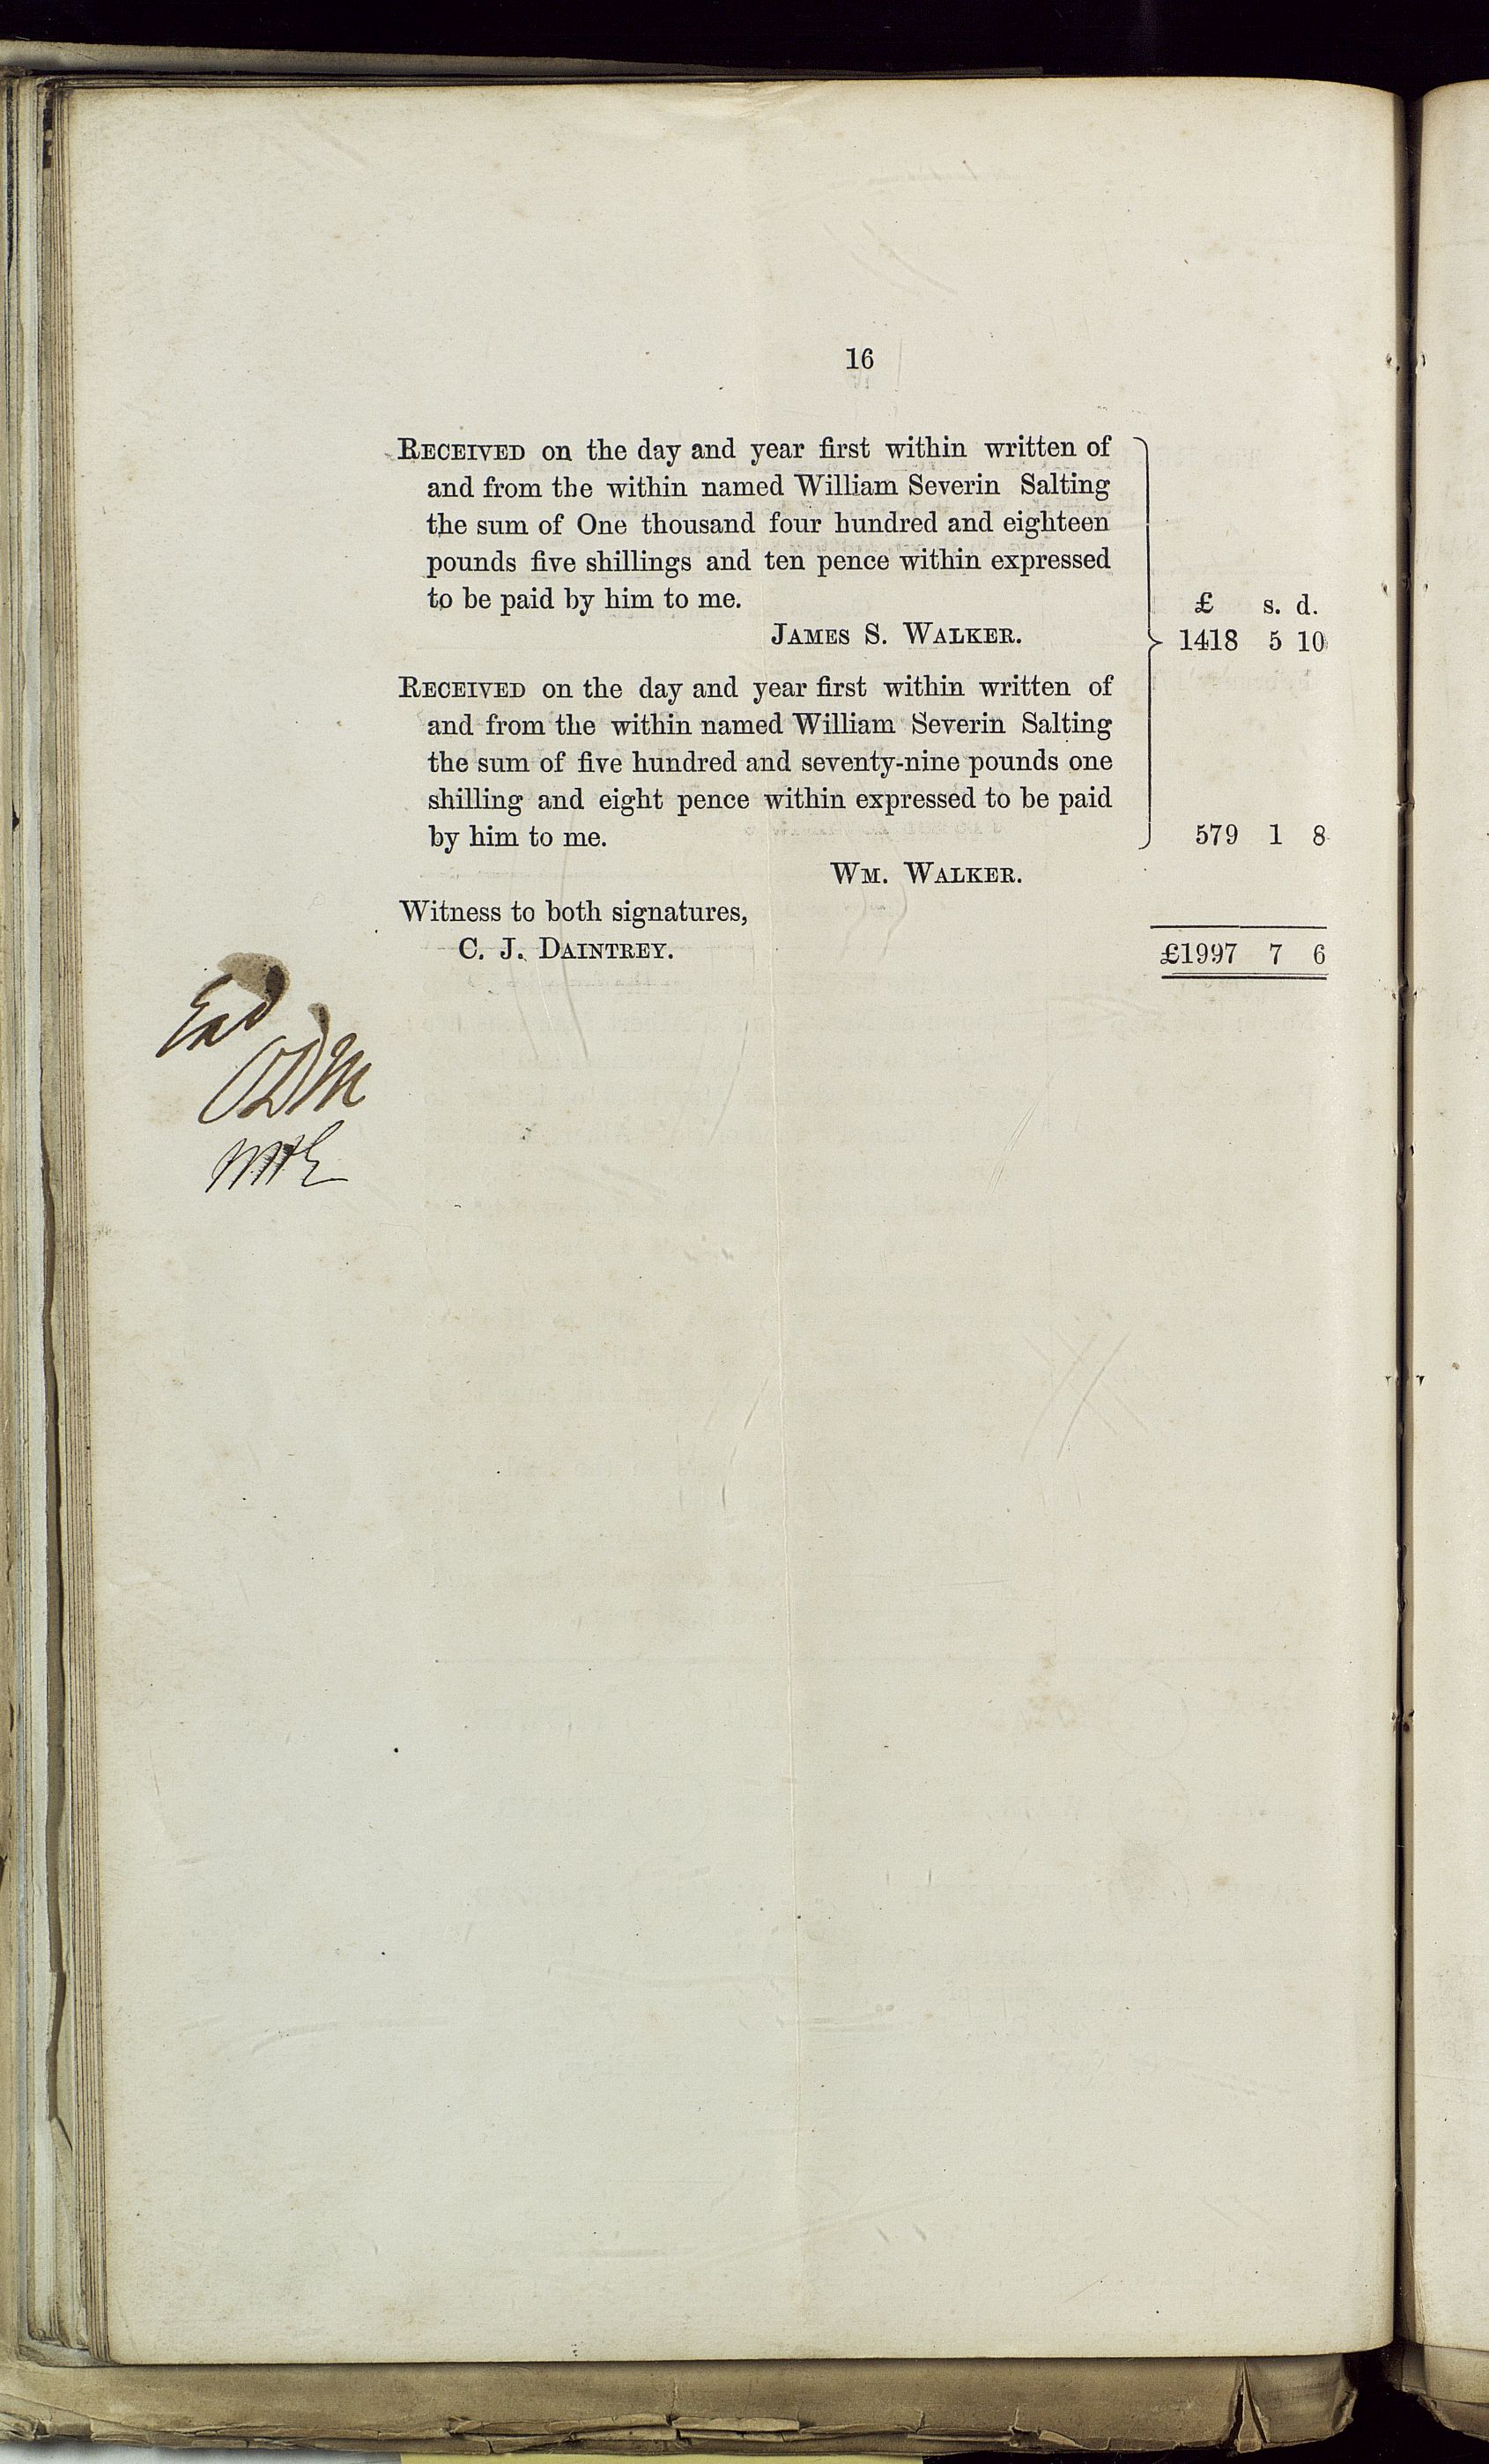 16
RECEIVED on the day and year first within written of
and from the within named William Severin Salting
the sum of One thousand four hundred and eighteen
pounds five shillings and ten pence within expressed
to be paid by him to me.
£ s. d.
JAMES S. WALKER.
1418 5 10
RECEIVED on the day and year first within written of
and from the within named William Severin Salting
the sum of five hundred and seventy-nine pounds one
shilling and eight pence within expressed to be paid
by him to me.
579 1 8
WM. WALKER.
Witness to both signatures,
C. J. DAINTREY.
£1997 7 6